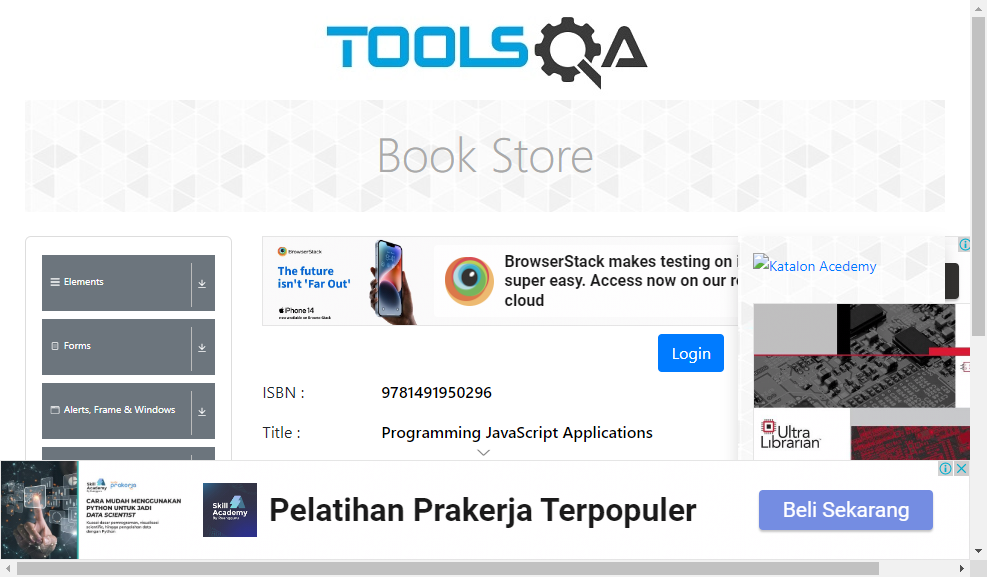 TOOLSQA
Book Store
Elements
Forms
Alerts, Frame & Windows
BrowserStack
The future
isn't 'Far Out'
iPhone 14
now available on BrowserStack
BrowserStack makes testing on
super easy. Access now on our
cloud
Katalon Acedemy
Login
ISBN :
9781491950296
Title :
Programming JavaScript Applications
Ultra
Librarian
Skill Academy
prakerja
CARA MUDAH MENGGUNAKAN
PYTHON UNTUK JADI
DATA SCIENTIST
Skill
Academy
By Ruangguru
Pelatihan Prakerja Terpopuler
Beli Sekarang